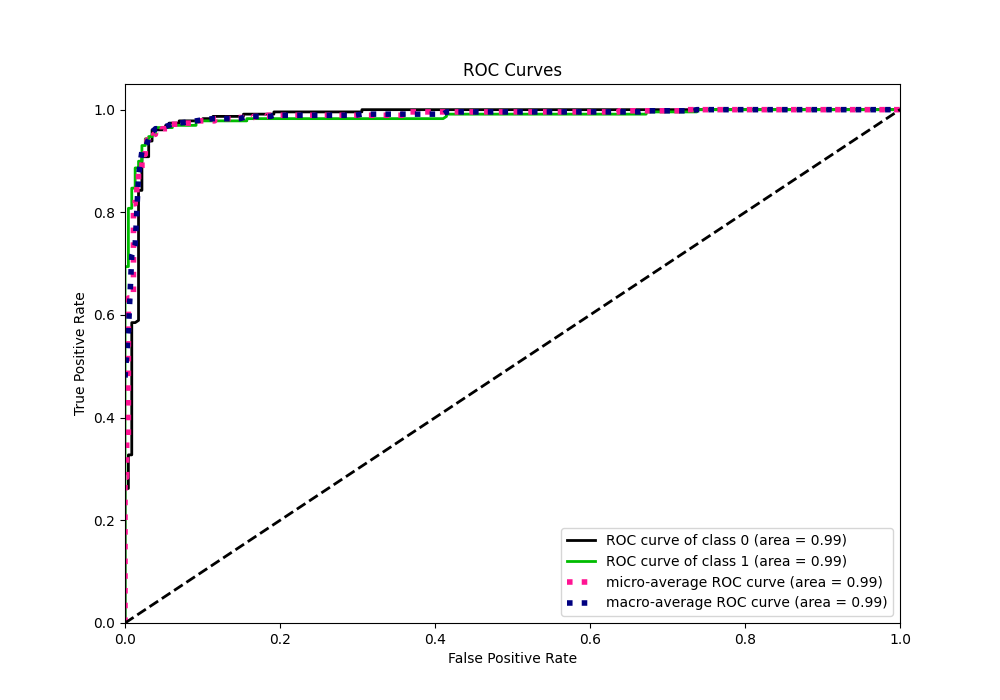 ROC Curves
True Positive Rate
1.0
0.8
0.6
0.4
0.2
0.0
0.0 0.2 0.4 0.6 0.8 1.0
False Positive Rate
ROC curve of class 0 (area = 0.99)
ROC curve of class 1 (area = 0.99)
micro-average ROC curve (area = 0.99)
macro-average ROC curve (area = 0.99)